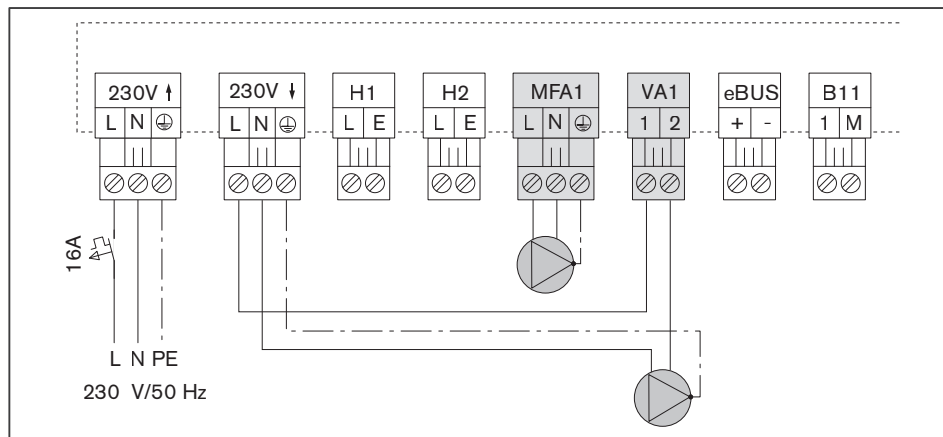 230V ↑ 230V ↓ H1 H2 MFA1 VA1 eBUS B11
L N ⏚ L N ⏚ L E L E L N ⏚ 1 2 + - 1 M
16A
L N PE
230 V/50 Hz